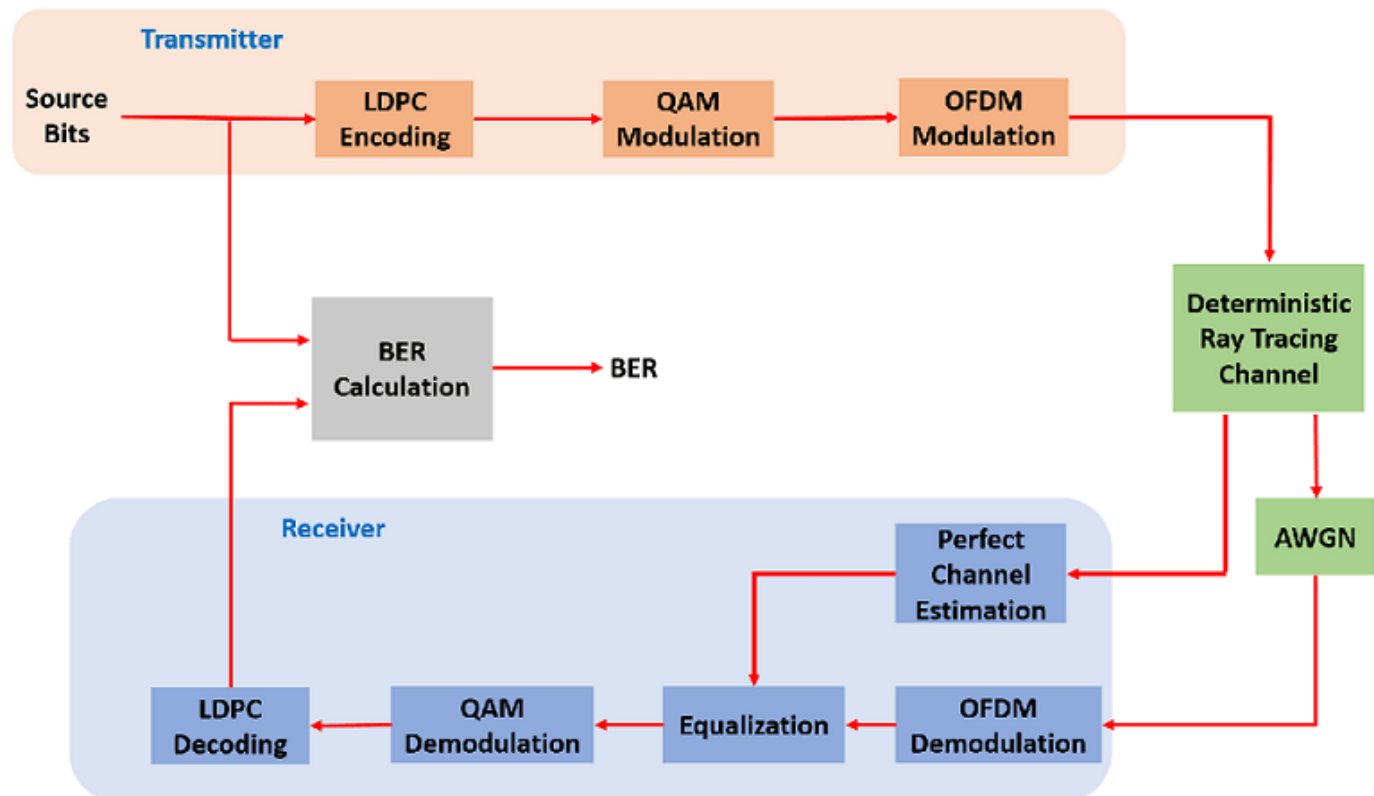 Transmitter
Source
Bits
LDPC
Encoding
QAM
Modulation
OFDM
Modulation
Deterministic
Ray Tracing
Channel
BER
Calculation
BER
AWGN
Receiver
Perfect
Channel
Estimation
LDPC
Decoding
QAM
Demodulation
Equalization
OFDM
Demodulation